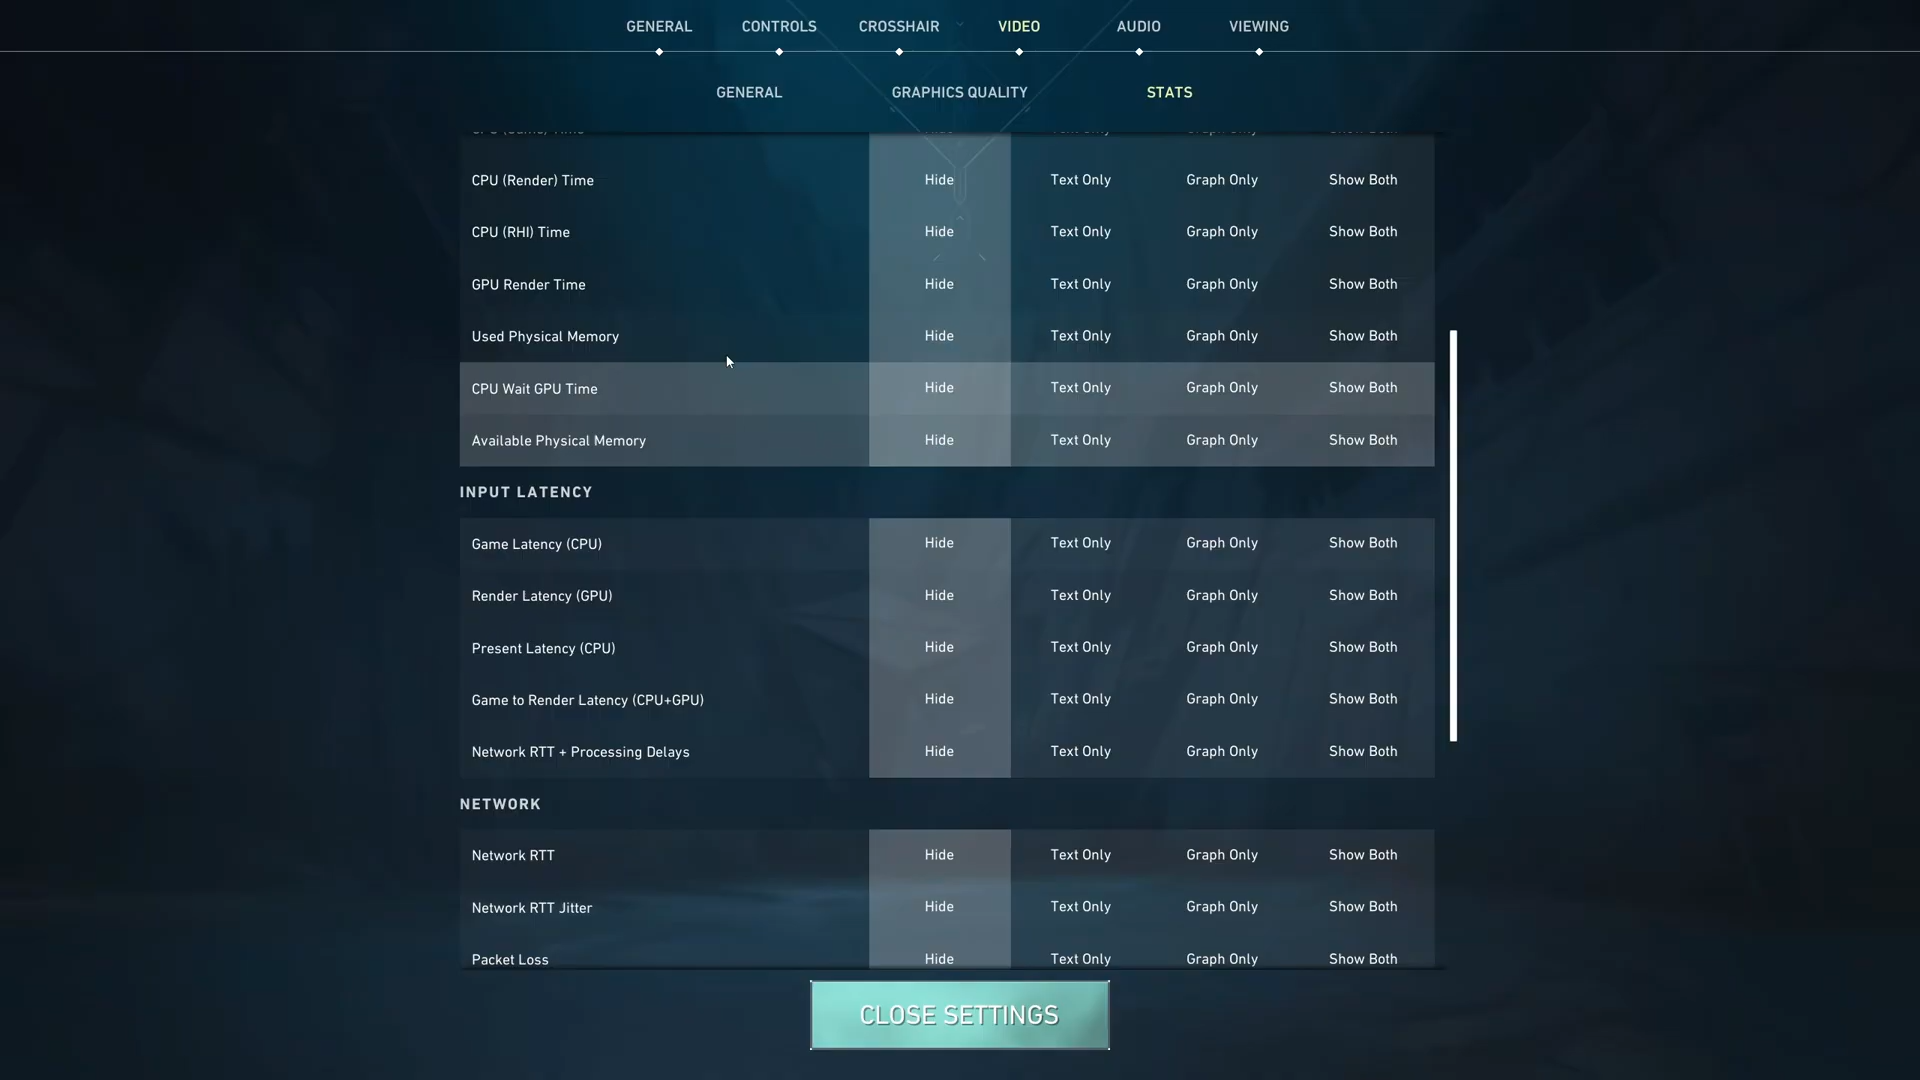 GENERAL CONTROLS CROSSHAIR VIDEO AUDIO VIEWING
GENERAL GRAPHICS QUALITY STATS
CPU (Render) Time Hide Text Only Graph Only Show Both
CPU (RHI) Time Hide Text Only Graph Only Show Both
GPU Render Time Hide Text Only Graph Only Show Both
Used Physical Memory Hide Text Only Graph Only Show Both
CPU Wait GPU Time Hide Text Only Graph Only Show Both
Available Physical Memory Hide Text Only Graph Only Show Both
INPUT LATENCY
Game Latency (CPU) Hide Text Only Graph Only Show Both
Render Latency (GPU) Hide Text Only Graph Only Show Both
Present Latency (CPU) Hide Text Only Graph Only Show Both
Game to Render Latency (CPU+GPU) Hide Text Only Graph Only Show Both
Network RTT + Processing Delays Hide Text Only Graph Only Show Both
NETWORK
Network RTT Hide Text Only Graph Only Show Both
Network RTT Jitter Hide Text Only Graph Only Show Both
Packet Loss Hide Text Only Graph Only Show Both
CLOSE SETTINGS